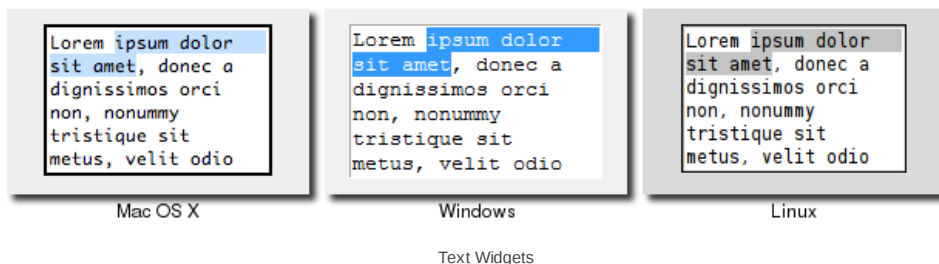 Lorem ipsum dolor
sit amet, donec a
dignissimos orci
non, nonummy
tristique sit
metus, velit odio
Mac OS X
Lorem ipsum dolor
sit amet, donec a
dignissimos orci
non, nonummy
tristique sit
metus, velit odio
Windows
Lorem ipsum dolor
sit amet, donec a
dignissimos orci
non, nonummy
tristique sit
metus, velit odio
Linux
Text Widgets